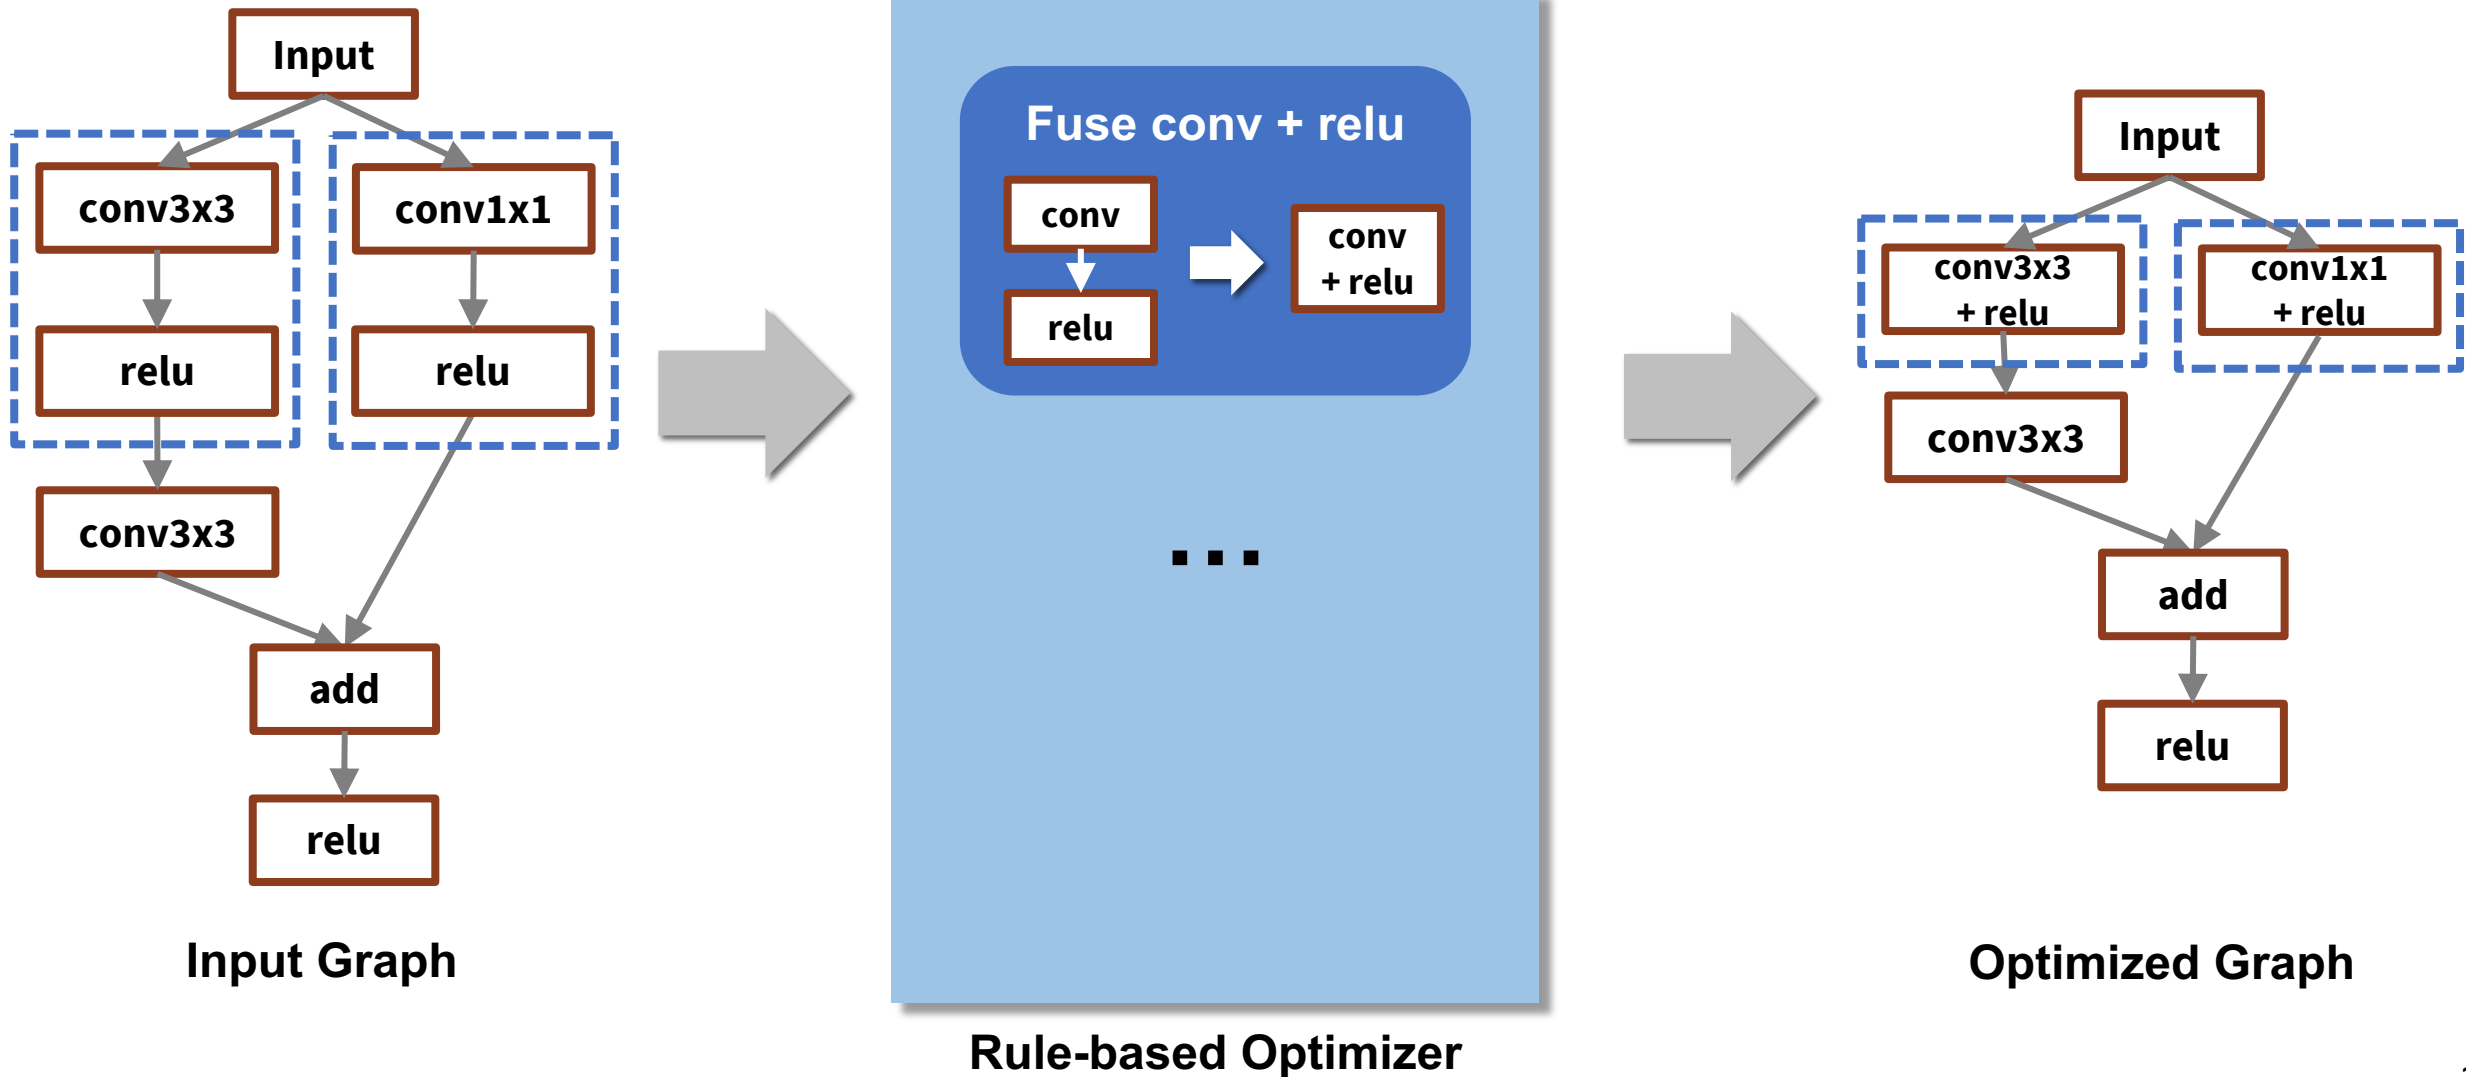 Input
conv3x3
conv1x1
relu
relu
conv3x3
add
relu
Input Graph
Fuse conv + relu
conv
relu
conv
+ relu
...
Rule-based Optimizer
Input
conv3x3
+ relu
conv1x1
+ relu
conv3x3
add
relu
Optimized Graph